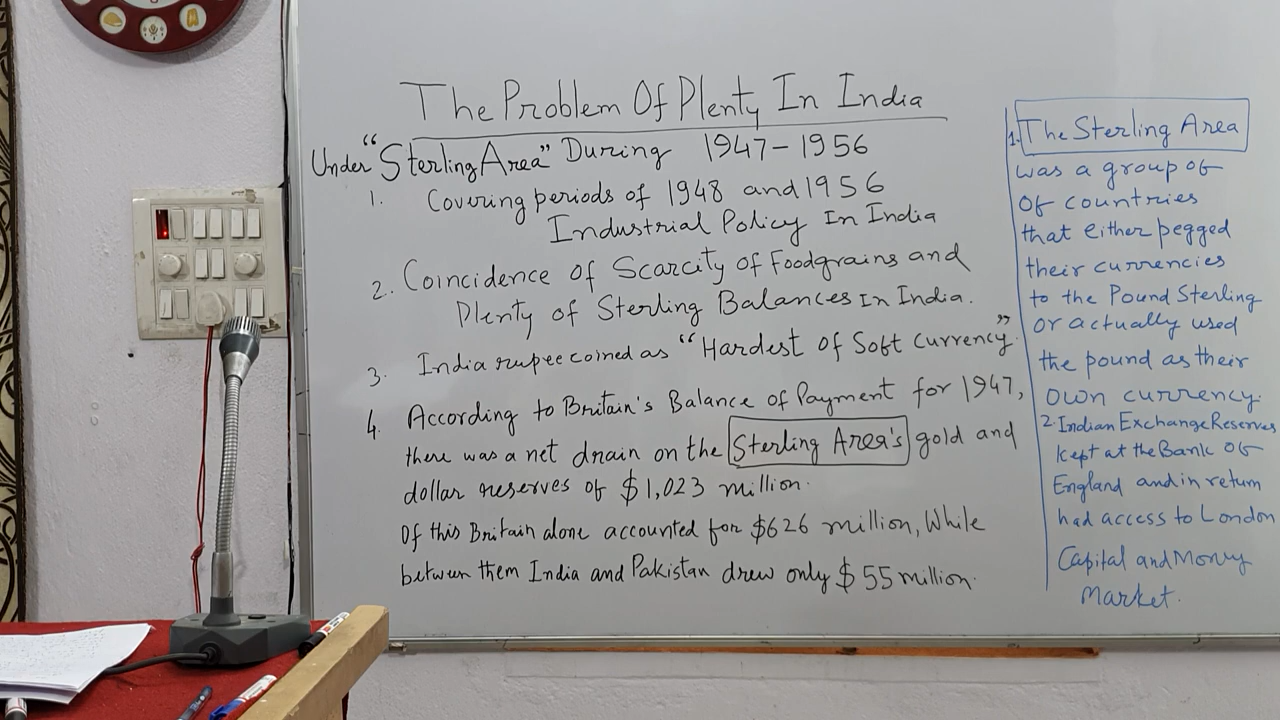 The Problem Of Plenty In India
Under "Sterling Area" During 1947-1956
1. Covering periods of 1948 and 1956
Industrial Policy In India
2. Coincidence of Scarcity of Foodgrains and
Plenty of Sterling Balances In India.
3. India rupee coined as "Hardest of Soft Currency".
4. According to Britain's Balance of Payment for 1947,
there was a net drain on the Sterling Area's gold and
dollar reserves of $1,023 million.
Of this Britain alone accounted for $626 million, While
between them India and Pakistan drew only $55 million.
1. The Sterling Area
was a group of
of countries
that either pegged
their currencies
to the Pound Sterling
or actually used
the pound as their
own currency.
2. Indian Exchange Reserves
kept at the Bank of
England and in return
had access to London
Capital and Money
Market.